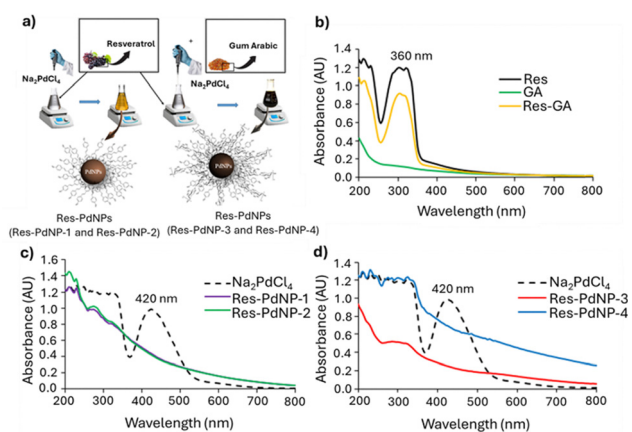 a)
Resveratrol
Na₂PdCl₄
+
Gum Arabic
Na₂PdCl₄
PdNPs
PdNPs
Res-PdNPs
(Res-PdNP-1 and Res-PdNP-2)
Res-PdNPs
(Res-PdNP-3 and Res-PdNP-4)
b)
Absorbance (AU)
1.4
1.2
1.0
0.8
0.6
0.4
0.2
0.0
360 nm
Res
GA
Res-GA
200 300 400 500 600 700 800
Wavelength (nm)
c)
Absorbance (AU)
1.6
1.4
1.2
1.0
0.8
0.6
0.4
0.2
0.0
420 nm
Na₂PdCl₄
Res-PdNP-1
Res-PdNP-2
200 300 400 500 600 700 800
Wavelength (nm)
d)
Absorbance (AU)
1.4
1.2
1.0
0.8
0.6
0.4
0.2
0.0
420 nm
Na₂PdCl₄
Res-PdNP-3
Res-PdNP-4
200 300 400 500 600 700 800
Wavelength (nm)